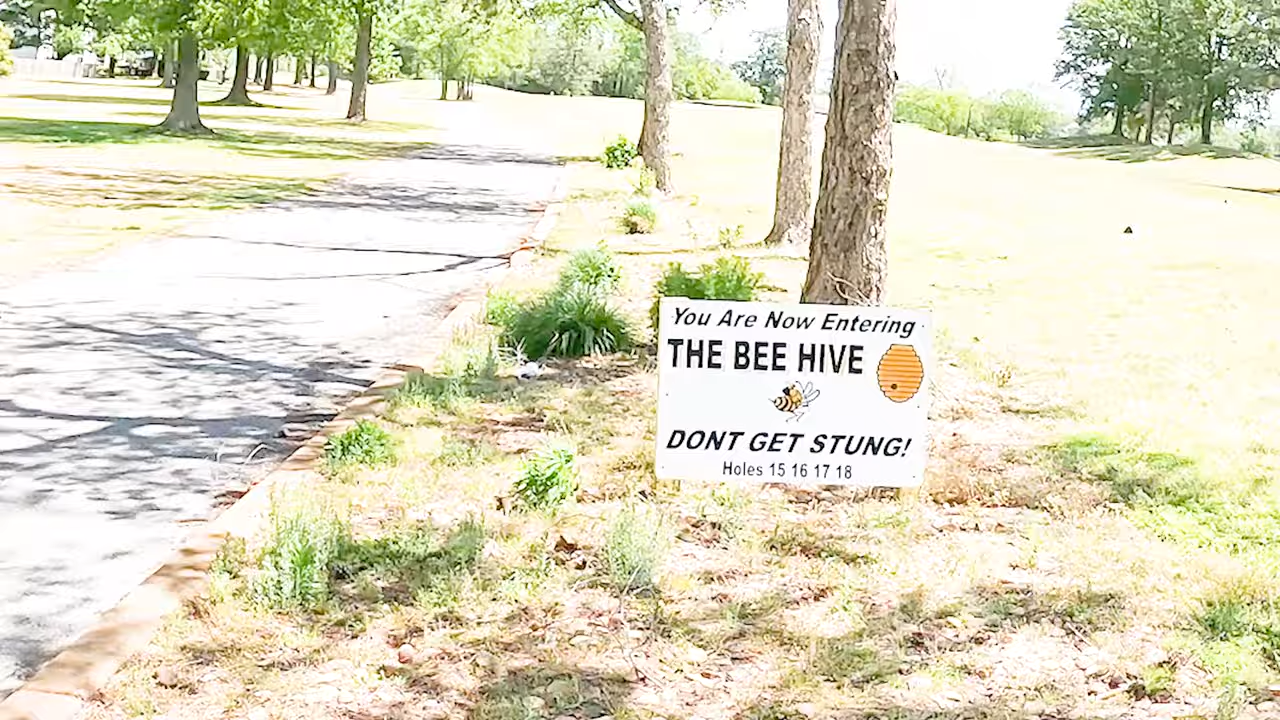 You Are Now Entering
THE BEE HIVE
DONT GET STUNG!
Holes 15 16 17 18